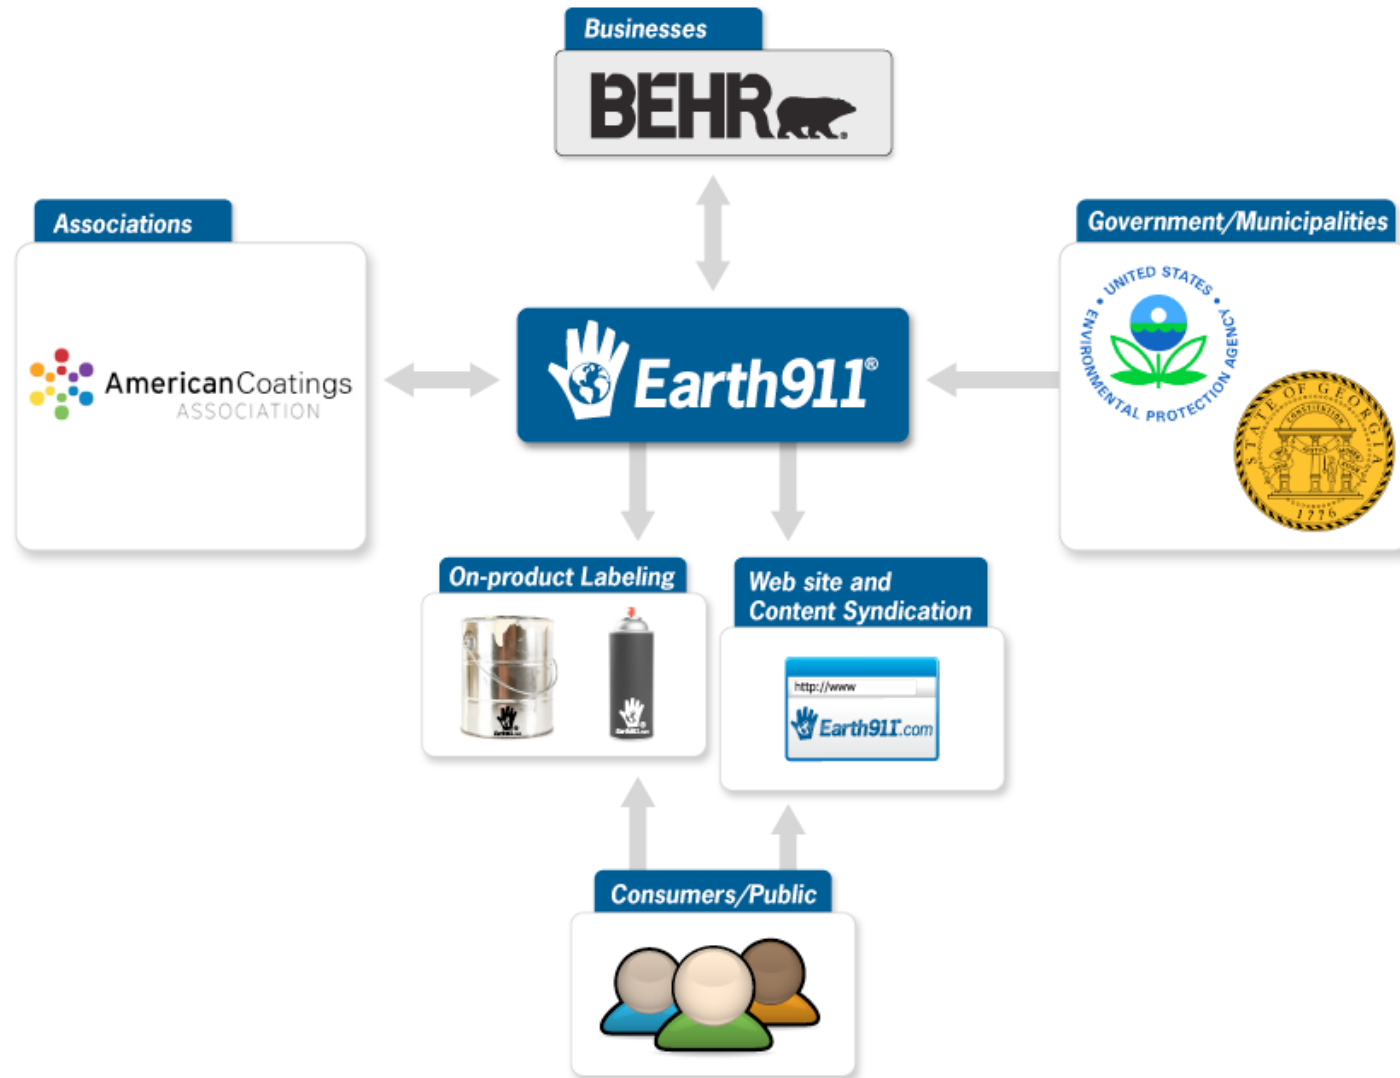 Businesses
BEHR
Associations
Government/Municipalities
AmericanCoatings
ASSOCIATION
UNITED STATES
ENVIRONMENTAL PROTECTION AGENCY
STATE OF GEORGIA
CONSTITUTION
1776
Earth911®
On-product Labeling
Web site and
Content Syndication
http://www
Earth911.com
Consumers/Public